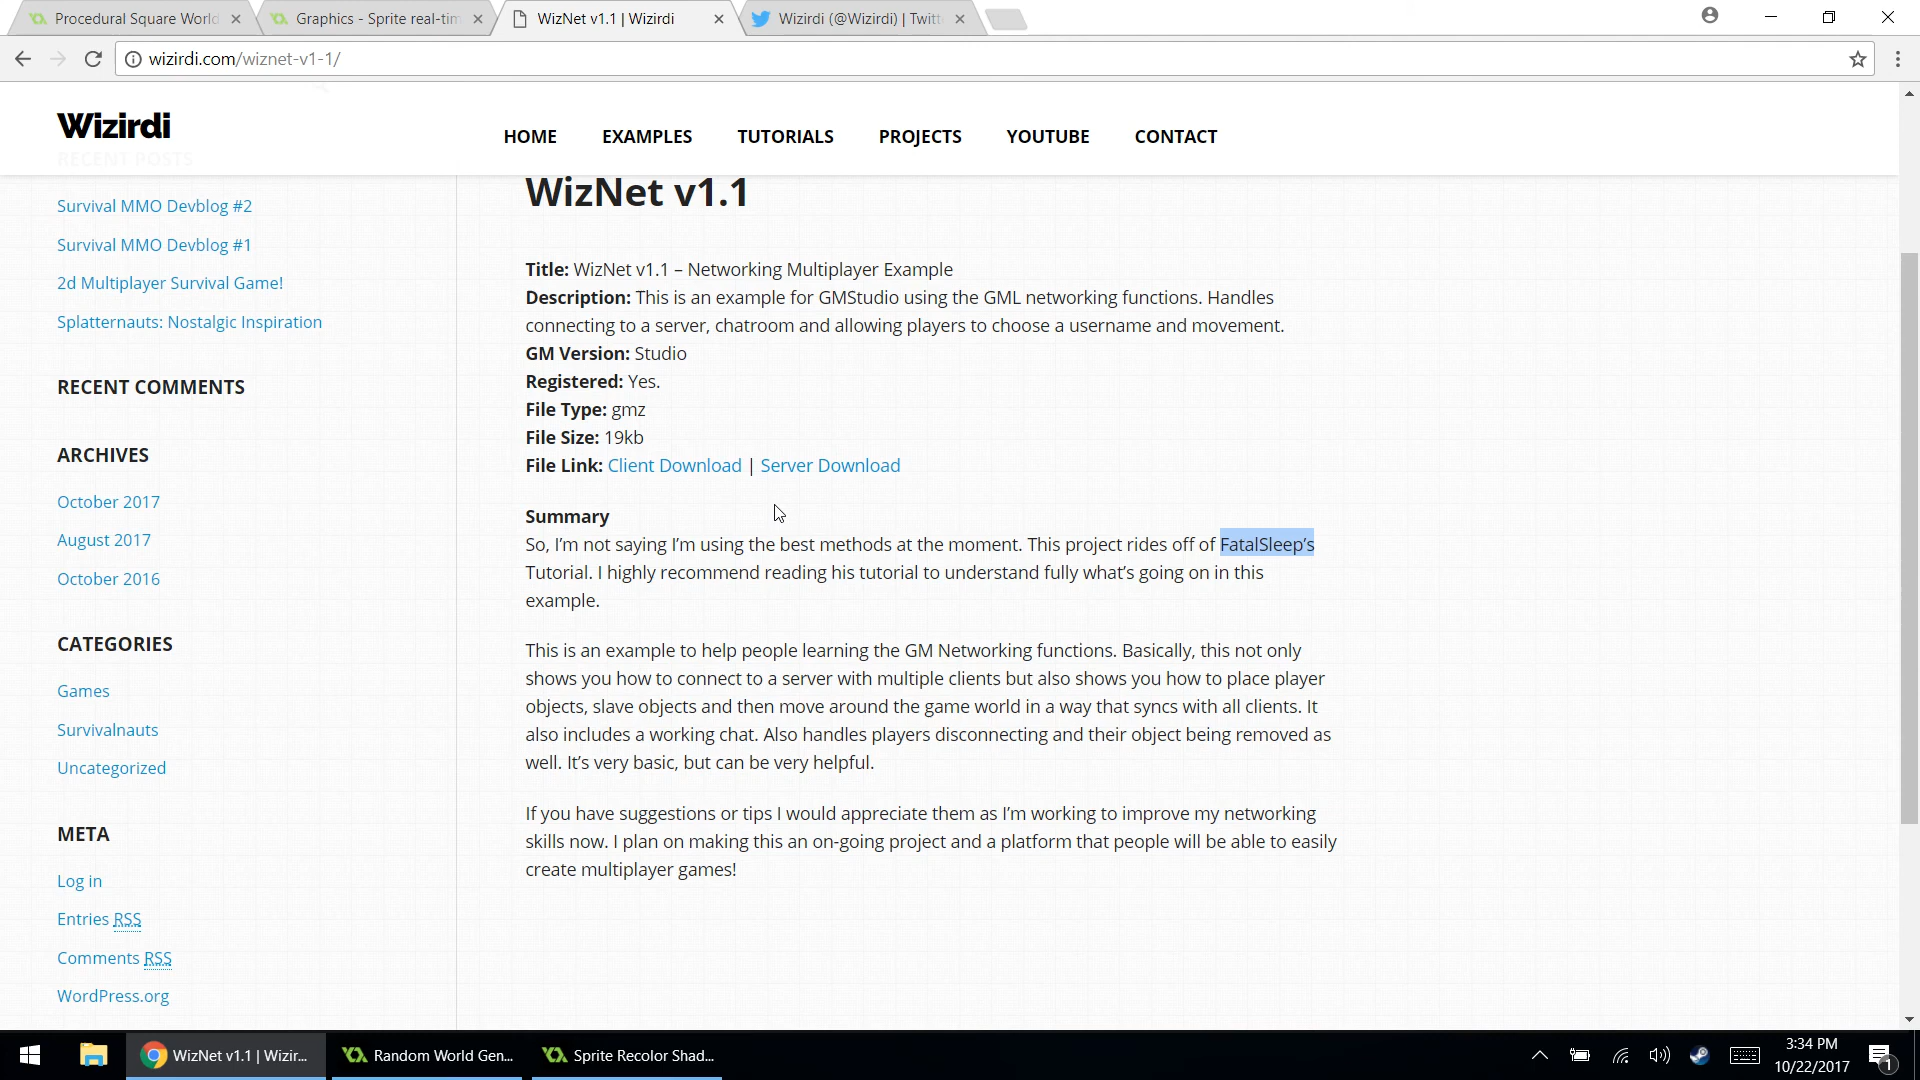 Procedural Square World
Graphics - Sprite real-tim
WizNet v1.1 | Wizirdi
Wizirdi (@Wizirdi) | Twitt
wizirdi.com/wiznet-v1-1/
Wizirdi
HOME
EXAMPLES
TUTORIALS
PROJECTS
YOUTUBE
CONTACT
RECENT POSTS
Survival MMO Devblog #2
Survival MMO Devblog #1
2d Multiplayer Survival Game!
Splatternauts: Nostalgic Inspiration
RECENT COMMENTS
ARCHIVES
October 2017
August 2017
October 2016
CATEGORIES
Games
Survivalnauts
Uncategorized
META
Log in
Entries RSS
Comments RSS
WordPress.org
WizNet v1.1
Title: WizNet v1.1 – Networking Multiplayer Example
Description: This is an example for GMStudio using the GML networking functions. Handles
connecting to a server, chatroom and allowing players to choose a username and movement.
GM Version: Studio
Registered: Yes.
File Type: gmz
File Size: 19kb
File Link: Client Download | Server Download
Summary
So, I’m not saying I’m using the best methods at the moment. This project rides off of FatalSleep’s
Tutorial. I highly recommend reading his tutorial to understand fully what’s going on in this
example.
This is an example to help people learning the GM Networking functions. Basically, this not only
shows you how to connect to a server with multiple clients but also shows you how to place player
objects, slave objects and then move around the game world in a way that syncs with all clients. It
also includes a working chat. Also handles players disconnecting and their object being removed as
well. It’s very basic, but can be very helpful.
If you have suggestions or tips I would appreciate them as I’m working to improve my networking
skills now. I plan on making this an on-going project and a platform that people will be able to easily
create multiplayer games!
WizNet v1.1 | Wizir...
Random World Gen...
Sprite Recolor Shad...
3:34 PM
10/22/2017
1